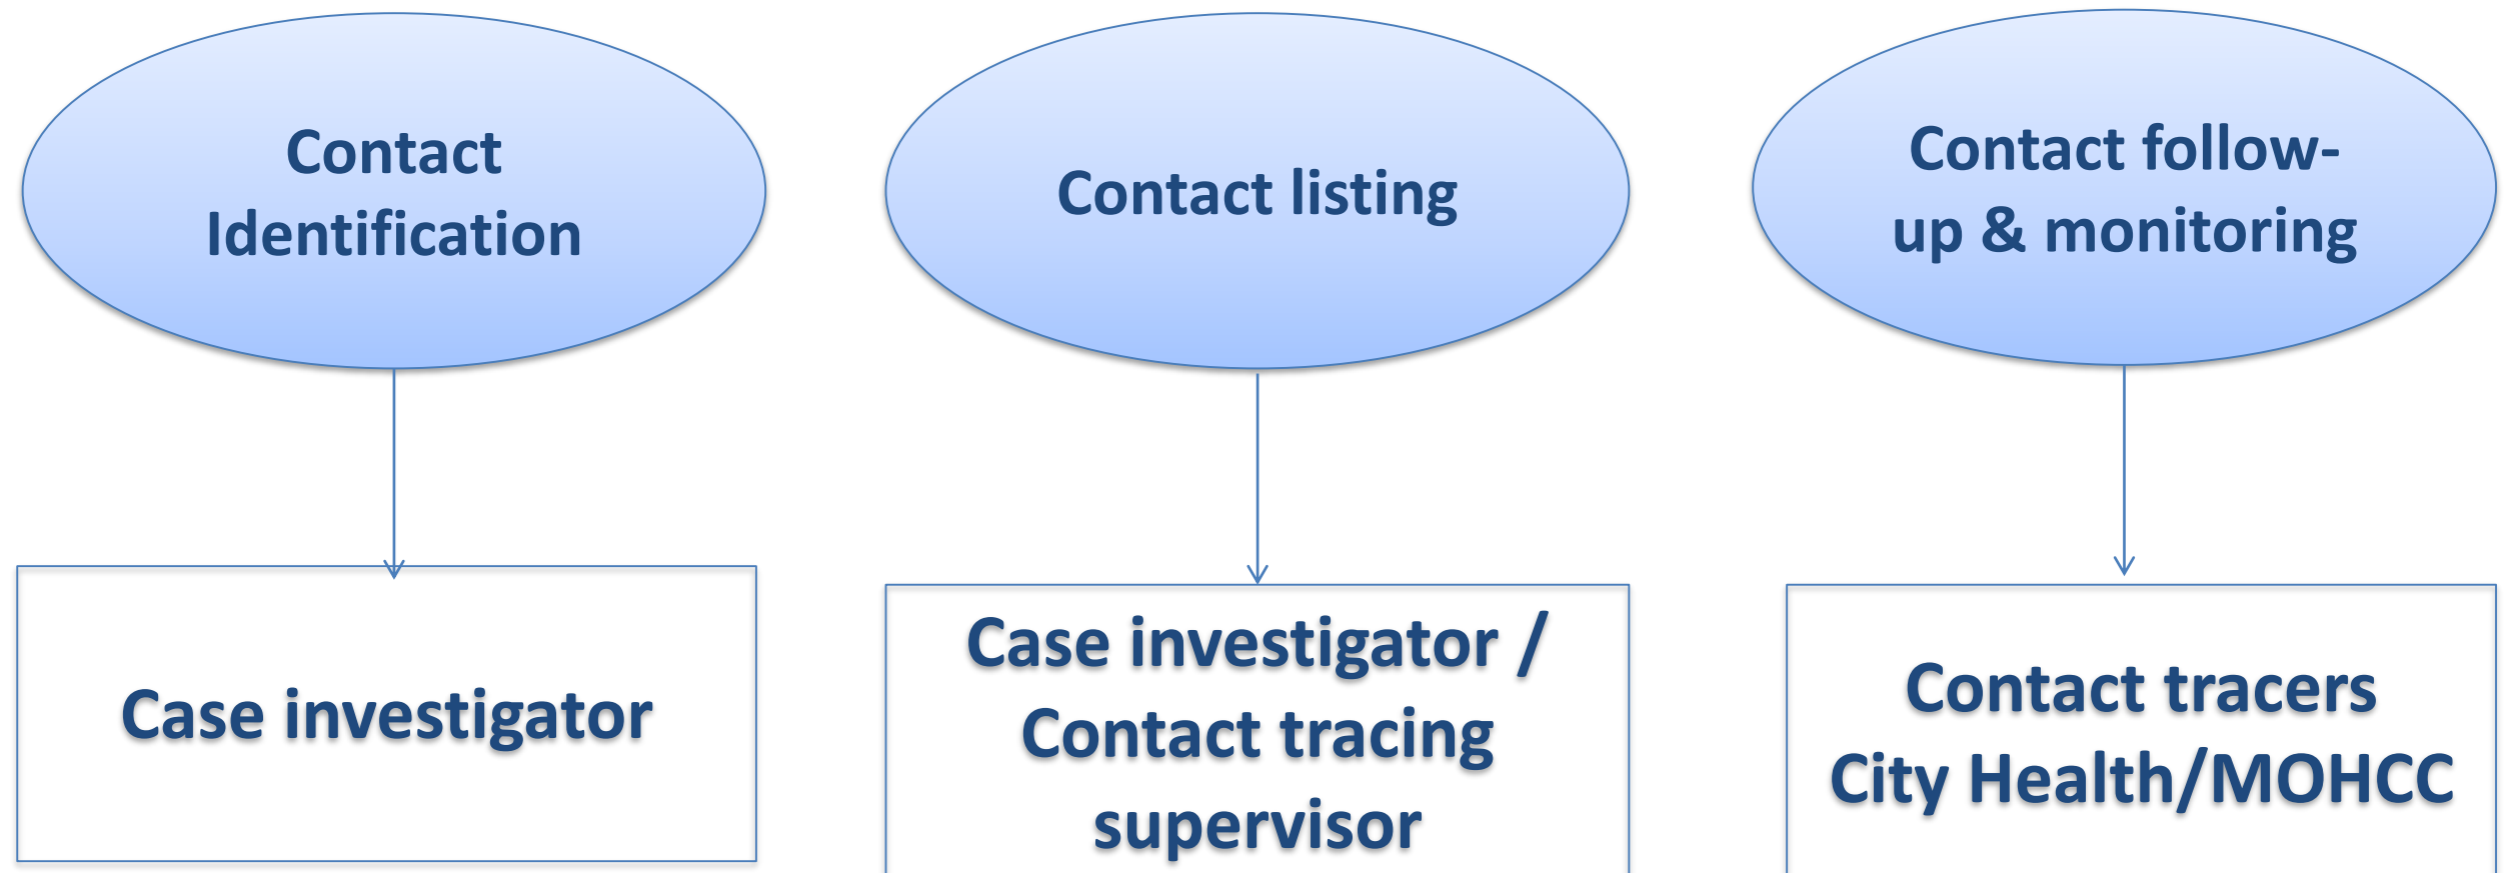 Contact
Identification
Contact listing
Contact follow-
up & monitoring
Case investigator
Case investigator /
Contact tracing
supervisor
Contact tracers
City Health/MOHCC